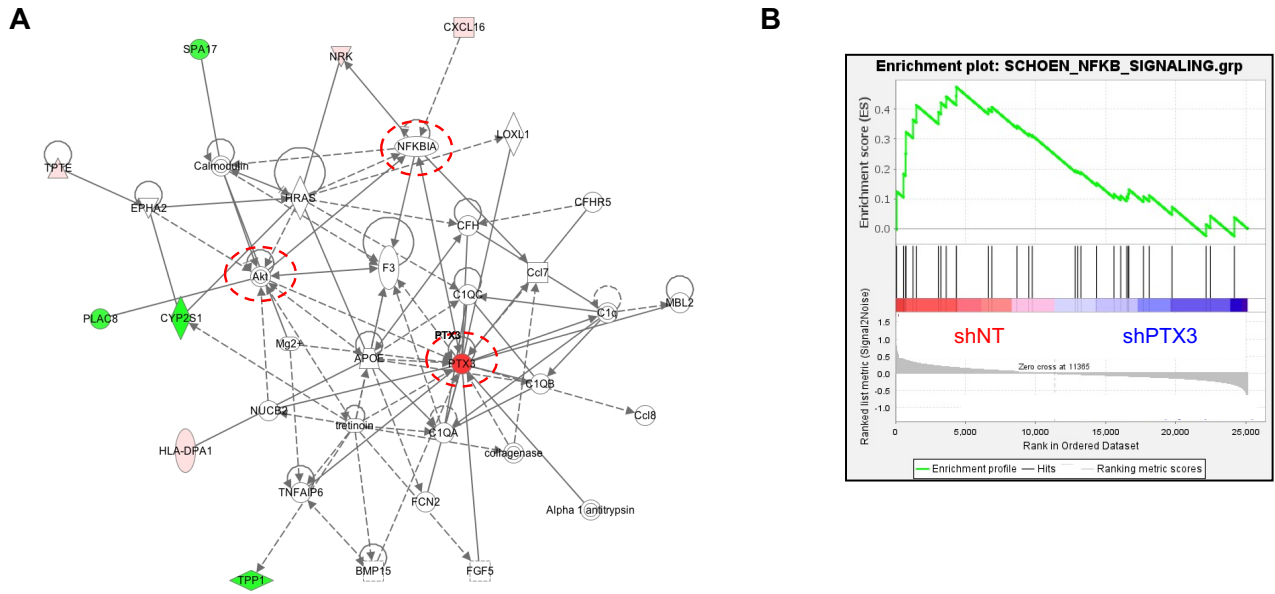 A
B
CXCL16
SPA17
NRK
LOXL1
NFKBIA
TPTE
Calmodulin
HRAS
EPHA2
CFHR5
CFH
F3
Akt
Ccl7
C1QC
C1q
MBL2
PLAC8
CYP2S1
Mg2+
PTX3
APOE
PTX3
C1QB
NUCB2
Ccl8
tretinoin
C1QA
HLA-DPA1
collagenase
TNFAIP6
FCN2
Alpha 1 antitrypsin
TPP1
BMP15
FGF5
Enrichment plot: SCHOEN_NFKB_SIGNALING.grp
Enrichment score (ES)
0.4
0.3
0.2
0.1
0.0
shNT
shPTX3
Ranked list metric (Signal2Noise)
1.5
1.0
0.5
0.0
-0.5
-1.0
Zero cross at 11365
0
5,000
10,000
15,000
20,000
25,000
Rank in Ordered Dataset
Enrichment profile
Hits
Ranking metric scores